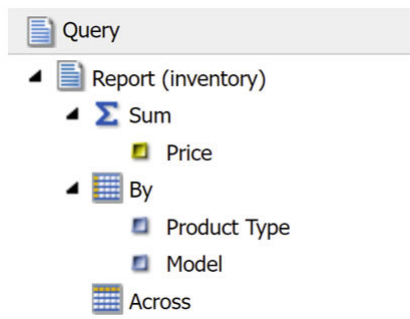 Query
Report (inventory)
Sum
Price
By
Product Type
Model
Across